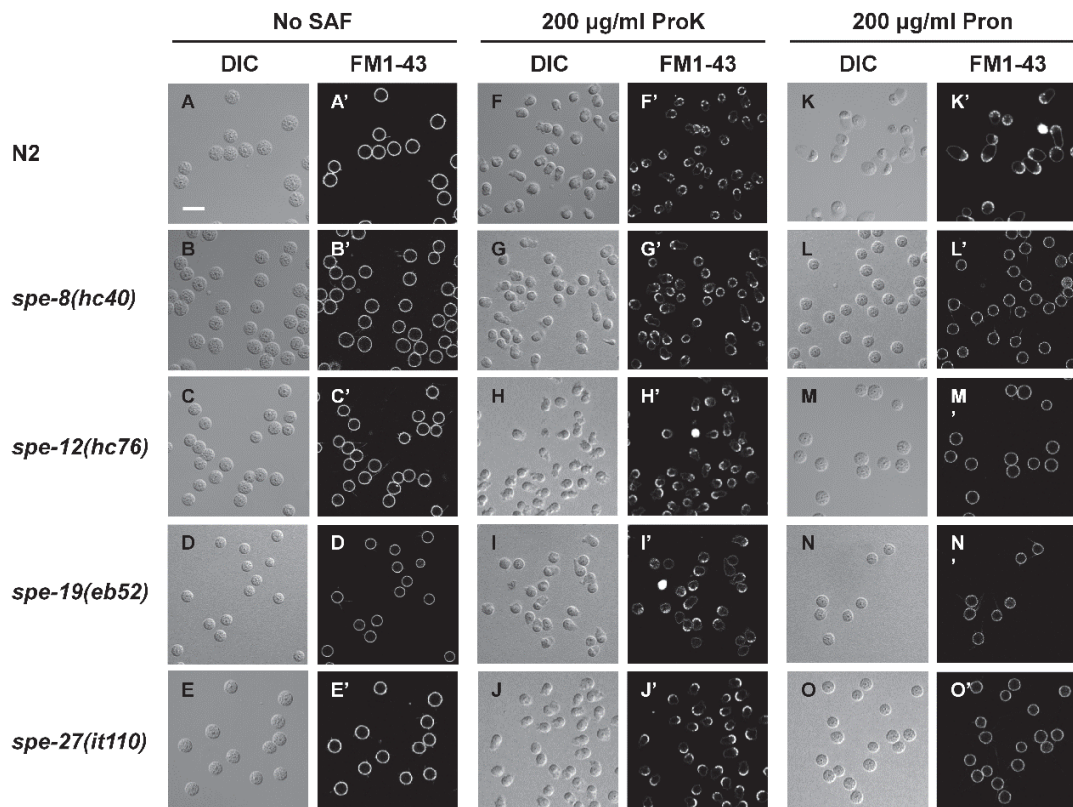 No SAF 200 µg/ml ProK 200 µg/ml Pron
DIC FM1-43 DIC FM1-43 DIC FM1-43
N2 A A’ F F’ K K’
spe-8(hc40) B B’ G G’ L L’
spe-12(hc76) C C’ H H’ M M
’
spe-19(eb52) D D I I’ N N
’
spe-27(it110) E E’ J J’ O O’